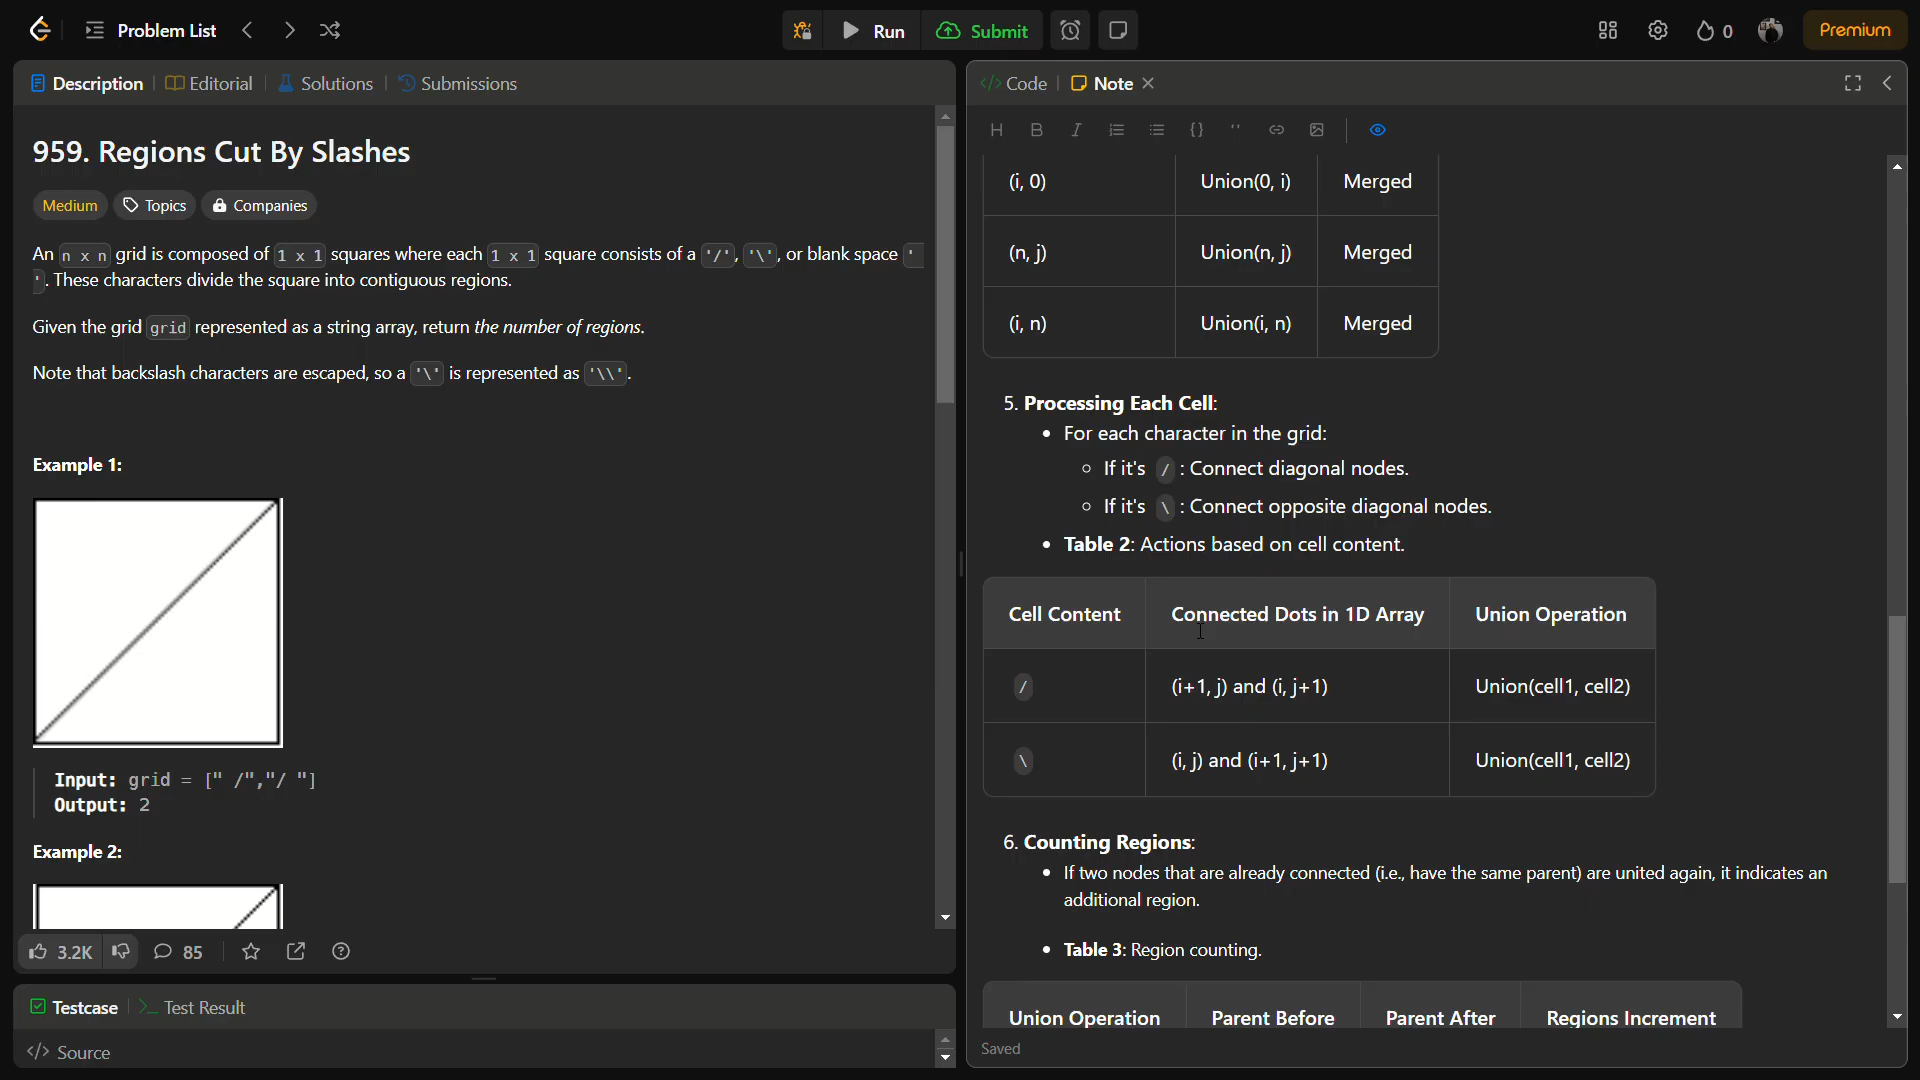 Problem List
Run
Submit
0
Premium
Description
Editorial
Solutions
Submissions
959. Regions Cut By Slashes
Medium
Topics
Companies
An n x n grid is composed of 1 x 1 squares where each 1 x 1 square consists of a '/', '\', or blank space '
'. These characters divide the square into contiguous regions.
Given the grid grid represented as a string array, return the number of regions.
Note that backslash characters are escaped, so a '\' is represented as '\\'.
Example 1:
Input: grid = [" /","/ "]
Output: 2
Example 2:
3.2K
85
Testcase
>_ Test Result
</> Source
</> Code
Note
H B I {} ''
(i, 0) Union(0, i) Merged
(n, j) Union(n, j) Merged
(i, n) Union(i, n) Merged
5. Processing Each Cell:
• For each character in the grid:
◦ If it's / : Connect diagonal nodes.
◦ If it's \ : Connect opposite diagonal nodes.
• Table 2: Actions based on cell content.
Cell Content Connected Dots in 1D Array Union Operation
/ (i+1, j) and (i, j+1) Union(cell1, cell2)
\ (i, j) and (i+1, j+1) Union(cell1, cell2)
6. Counting Regions:
• If two nodes that are already connected (i.e., have the same parent) are united again, it indicates an
additional region.
• Table 3: Region counting.
Union Operation Parent Before Parent After Regions Increment
Saved